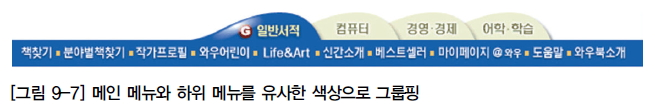 G 일반서적 컴퓨터 경영·경제 어학·학습
책찾기 ■ 분야별책찾기 ■ 작가프로필 ■ 와우어린이 ■ Life&Art ■ 신간소개 ■ 베스트셀러 ■ 마이페이지 @ 와우 ■ 도움말 ■ 와우북소개
[그림 9-7] 메인 메뉴와 하위 메뉴를 유사한 색상으로 그룹핑